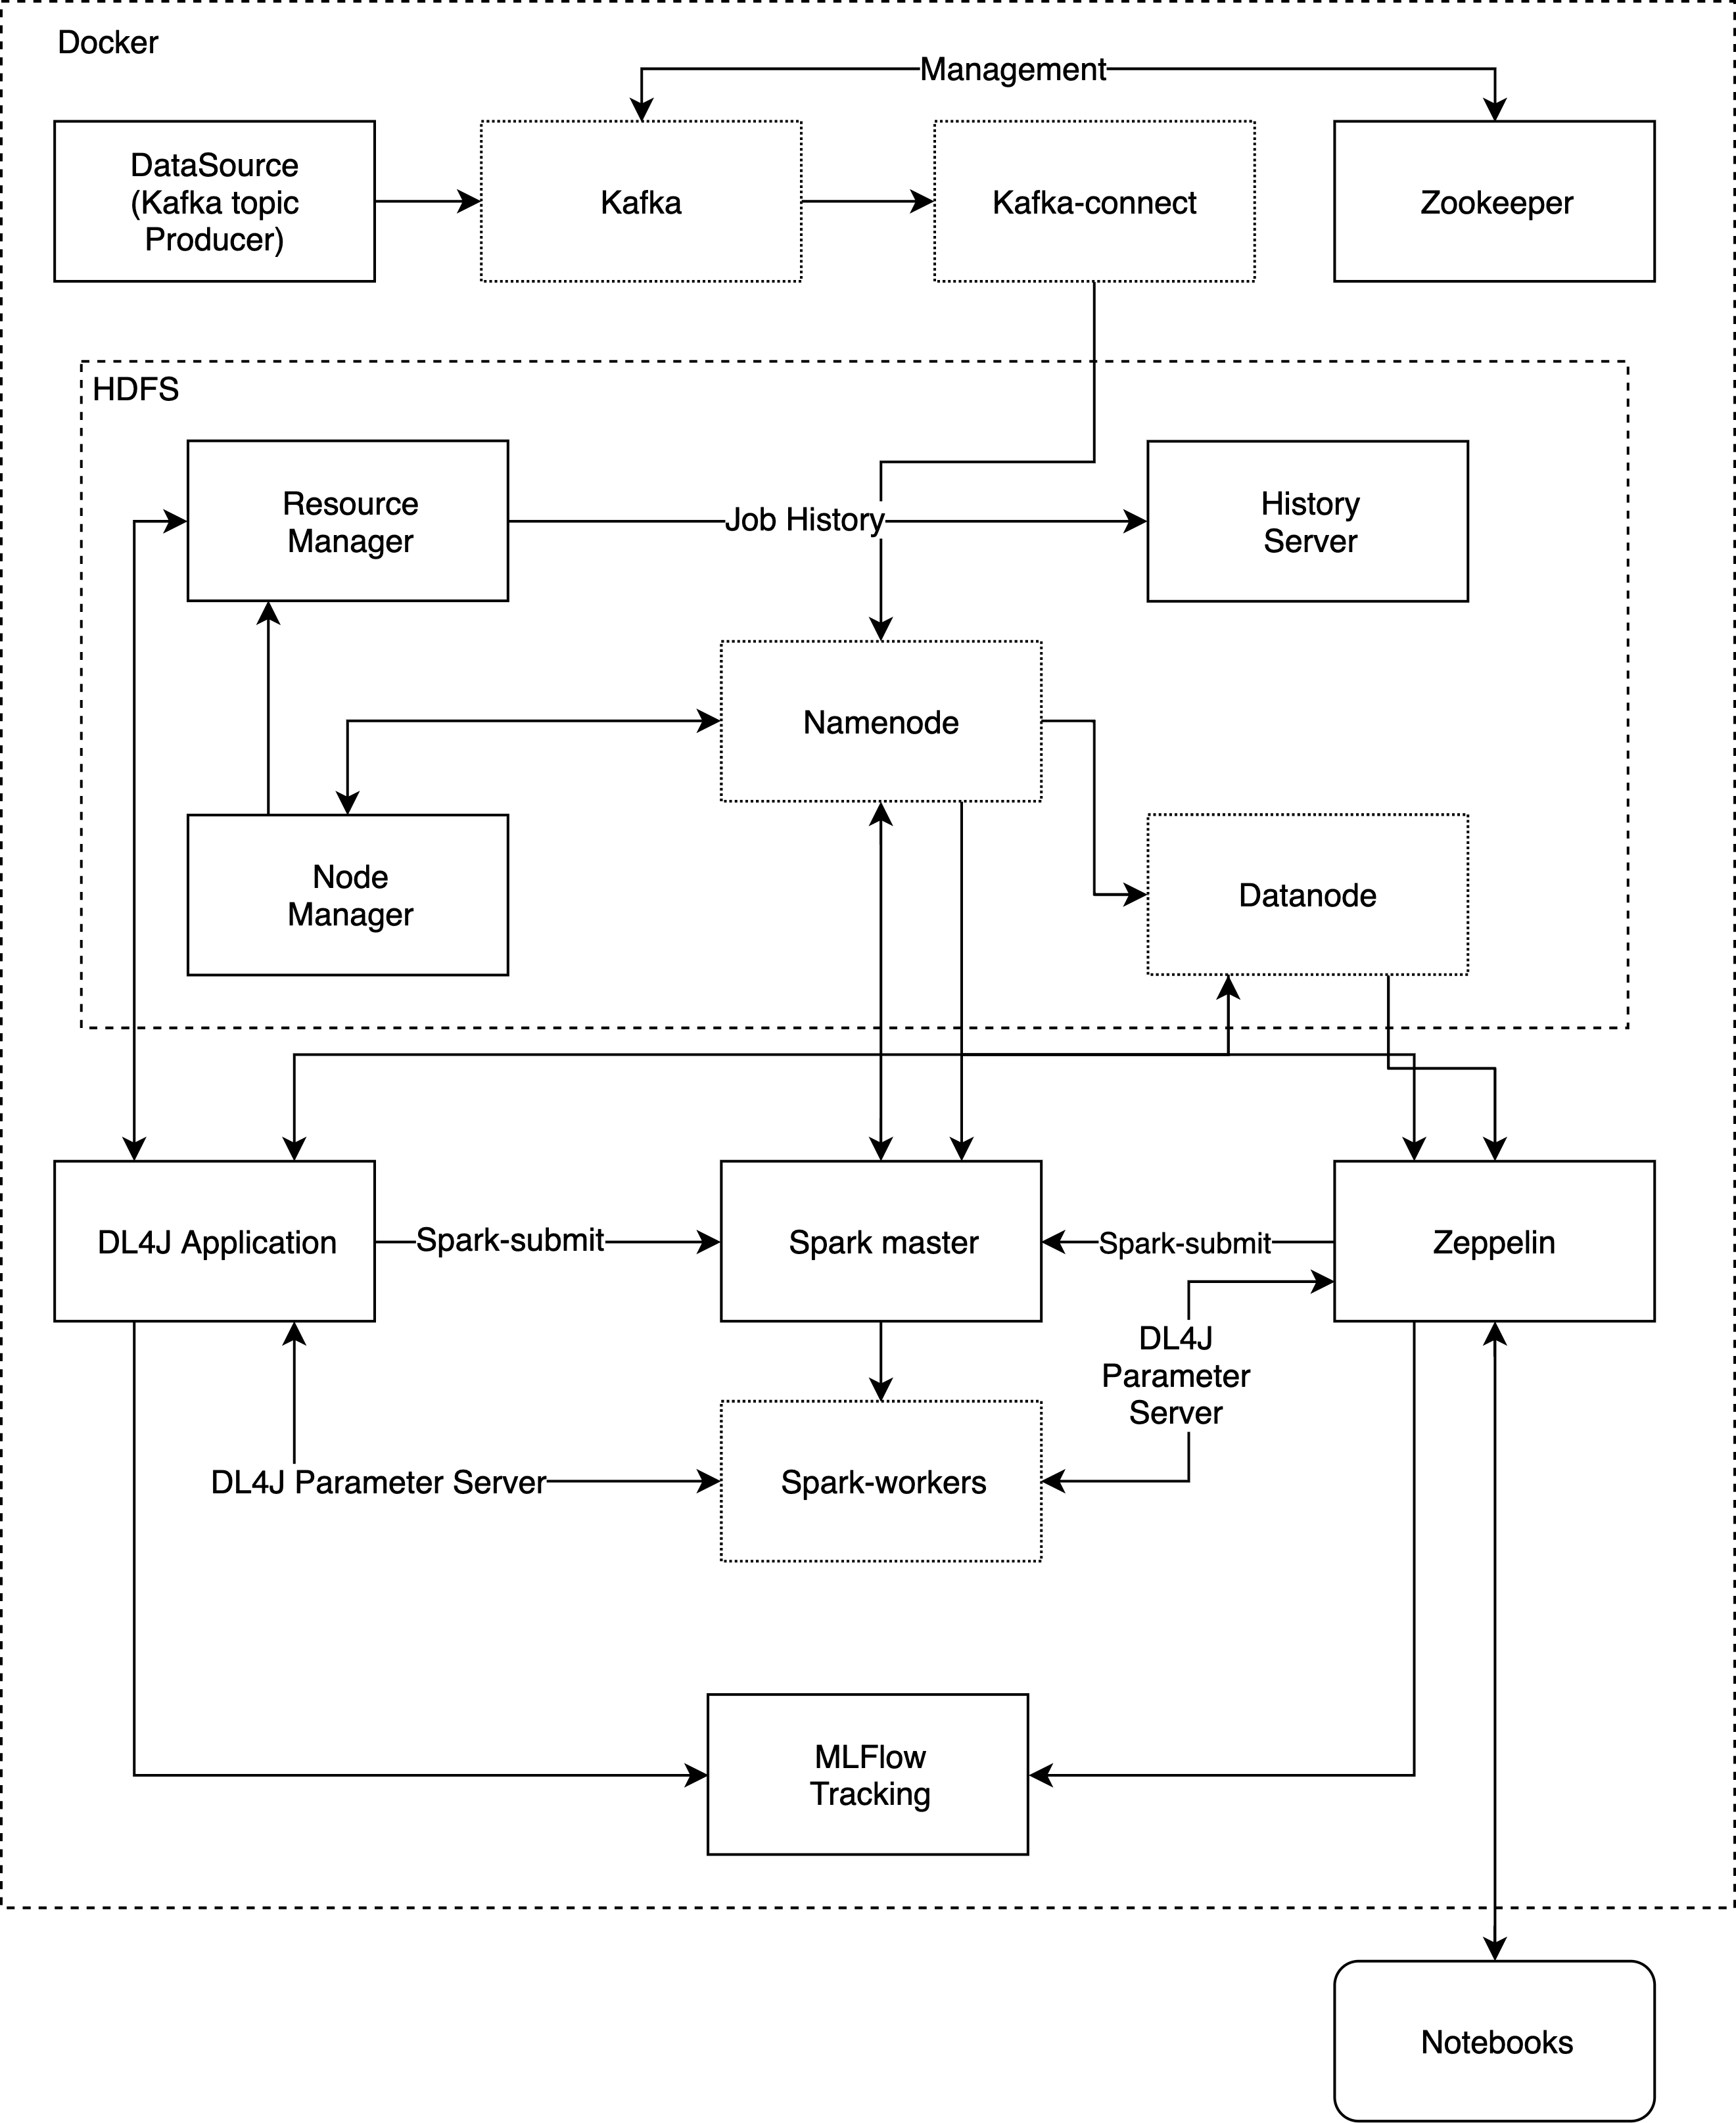 Docker
Management
DataSource
(Kafka topic
Producer)
Kafka
Kafka-connect
Zookeeper
HDFS
Resource
Manager
Job History
History
Server
Namenode
Node
Manager
Datanode
DL4J Application
Spark-submit
Spark master
Spark-submit
Zeppelin
DL4J
Parameter
Server
DL4J Parameter Server
Spark-workers
MLFlow
Tracking
Notebooks